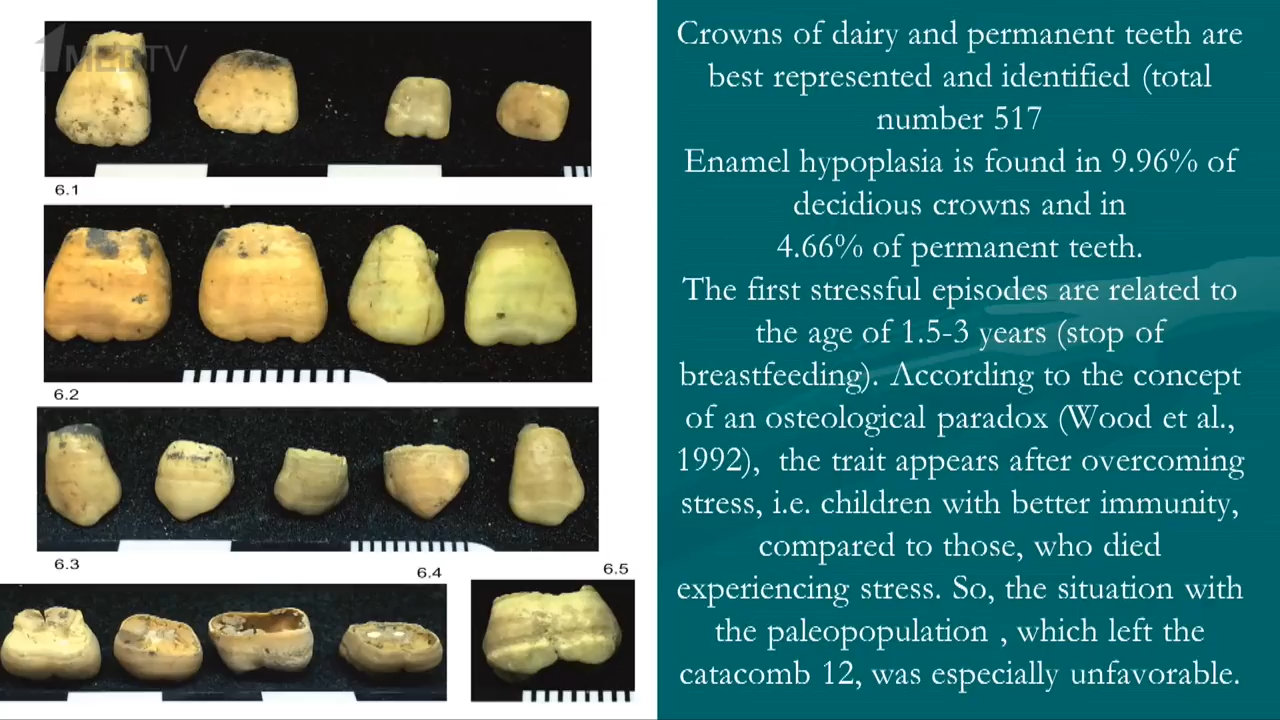 1MEDTV
6.1
6.2
6.3
6.4
6.5
Crowns of dairy and permanent teeth are
best represented and identified (total
number 517
Enamel hypoplasia is found in 9.96% of
decidious crowns and in
4.66% of permanent teeth.
The first stressful episodes are related to
the age of 1.5-3 years (stop of
breastfeeding). According to the concept
of an osteological paradox (Wood et al.,
1992), the trait appears after overcoming
stress, i.e. children with better immunity,
compared to those, who died
experiencing stress. So, the situation with
the paleopopulation , which left the
catacomb 12, was especially unfavorable.